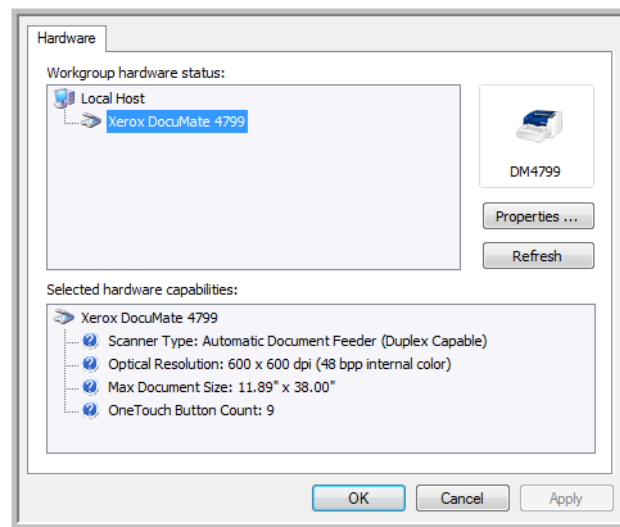 Hardware
Workgroup hardware status:
Local Host
Xerox DocuMate 4799
DM4799
Properties ...
Refresh
Selected hardware capabilities:
Xerox DocuMate 4799
Scanner Type: Automatic Document Feeder (Duplex Capable)
Optical Resolution: 600 x 600 dpi (48 bpp internal color)
Max Document Size: 11.89" x 38.00"
OneTouch Button Count: 9
OK Cancel Apply